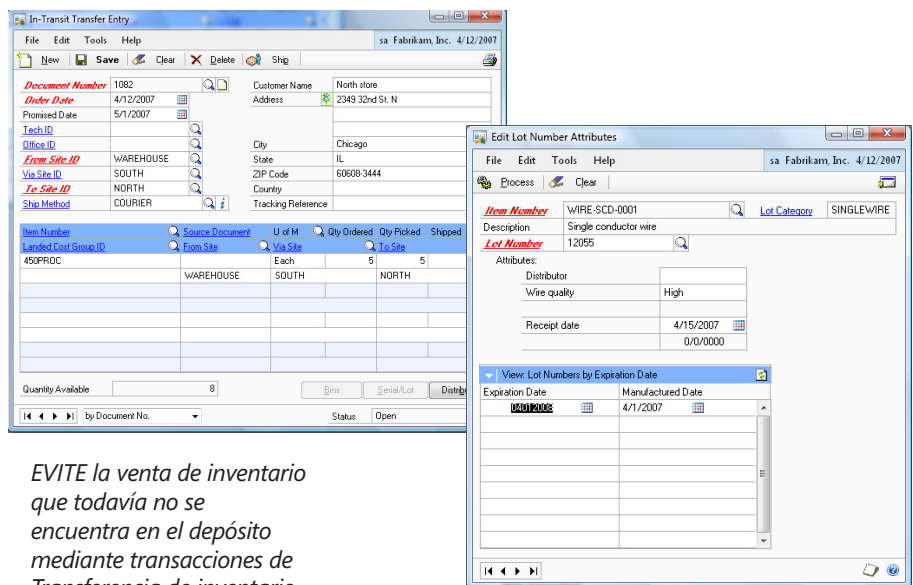 In-Transit Transfer Entry
File Edit Tools Help sa Fabrikam, Inc. 4/12/2007
New Save Clear Delete Ship
Document Number 1082 Customer Name North store
Order Date 4/12/2007 Address 2349 32nd St. N
Promised Date 5/1/2007
Tech ID
Office ID City Chicago
From Site ID WAREHOUSE State IL
Via Site ID SOUTH ZIP Code 60608-3444
To Site ID NORTH Country
Ship Method COURIER Tracking Reference
Item Number Source Document U of M Qty Ordered Qty Picked Shipped
Landed Cost Group ID From Site Via Site To Site
450PROC Each 5 5
WAREHOUSE SOUTH NORTH
Quantity Available 8 Bins Serial/Lot
by Document No. Status Open
Edit Lot Number Attributes
File Edit Tools Help sa Fabrikam, Inc. 4/12/2007
Process Clear
Item Number WIRE-SCD-0001 Lot Category SINGLEWIRE
Description Single conductor wire
Lot Number 12055
Attributes:
Distributor
Wire quality High
Receipt date 4/15/2007
0/0/0000
View: Lot Numbers by Expiration Date
Expiration Date Manufactured Date
04012008 4/1/2007
EVITE la venta de inventario
que todavía no se
encuentra en el depósito
mediante transacciones de
Transferencia de inventario